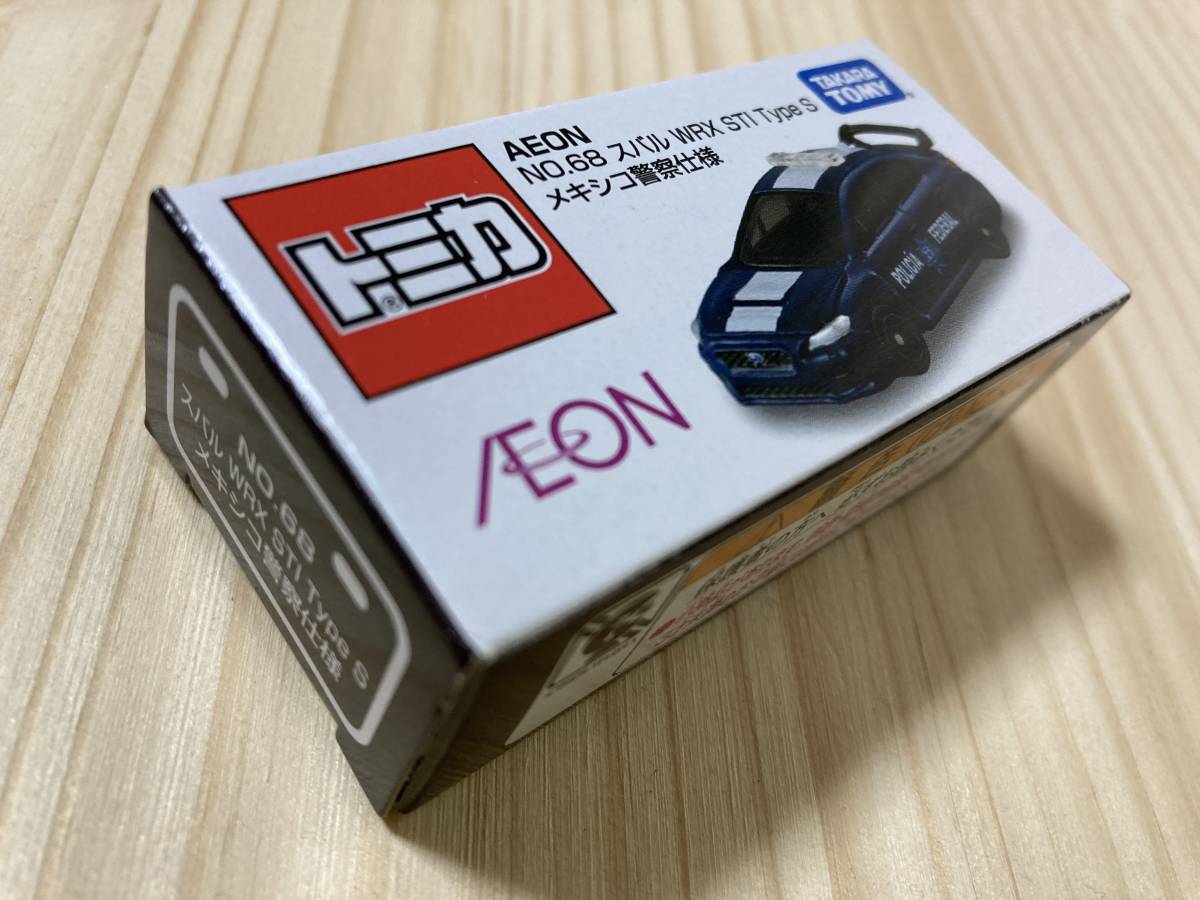 AEON
NO.68 スバル WRX STI Type S
メキシコ警察仕様
TAKARA
TOMY
トミカ®
ÆON
POLICIA FEDERAL
NO.68
スバル WRX STI Type S
メキシコ警察仕様